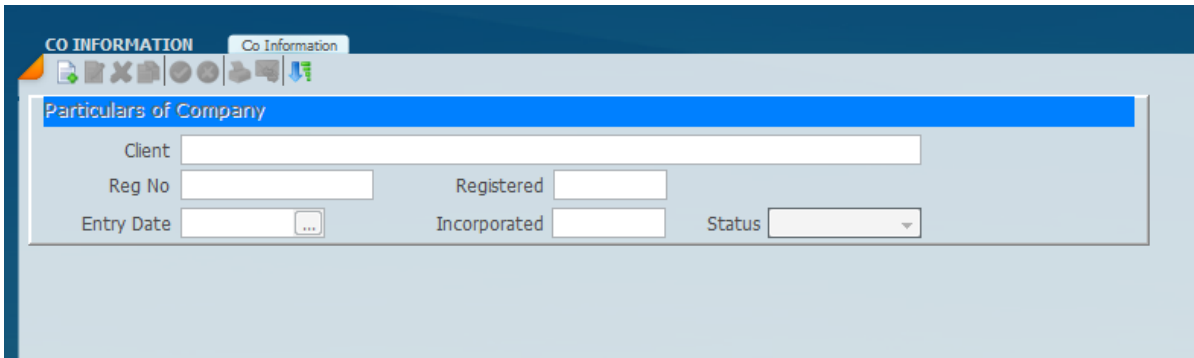 CO INFORMATION Co Information
Particulars of Company
Client
Reg No Registered
Entry Date ... Incorporated Status